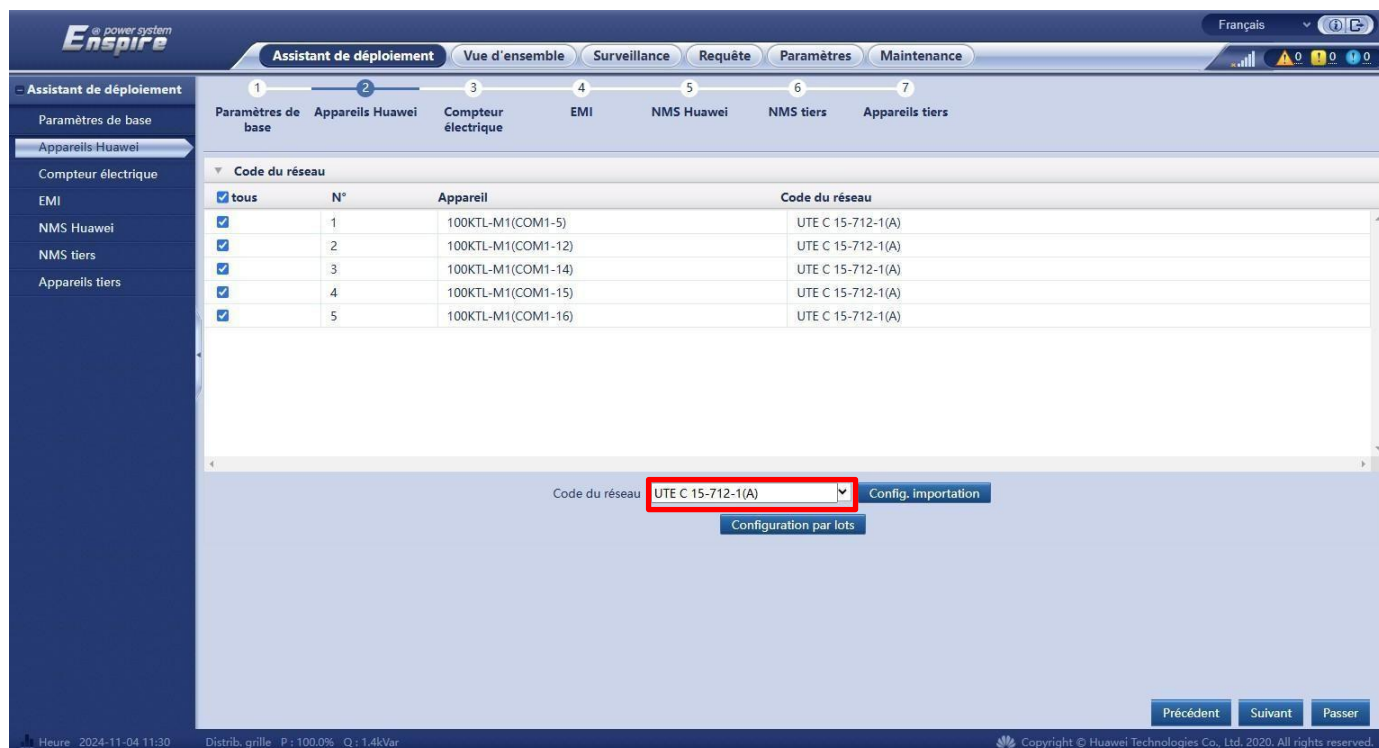 Enspire
power system
Français
Assistant de déploiement Vue d'ensemble Surveillance Requête Paramètres Maintenance
0 0 0
Assistant de déploiement
Paramètres de base
Appareils Huawei
Compteur électrique
EMI
NMS Huawei
NMS tiers
Appareils tiers
1 2 3 4 5 6 7
Paramètres de base Appareils Huawei Compteur électrique EMI NMS Huawei NMS tiers Appareils tiers
Code du réseau
tous N° Appareil Code du réseau
1 100KTL-M1(COM1-5) UTE C 15-712-1(A)
2 100KTL-M1(COM1-12) UTE C 15-712-1(A)
3 100KTL-M1(COM1-14) UTE C 15-712-1(A)
4 100KTL-M1(COM1-15) UTE C 15-712-1(A)
5 100KTL-M1(COM1-16) UTE C 15-712-1(A)
Code du réseau UTE C 15-712-1(A) Config. importation
Configuration par lots
Précédent Suivant Passer
Heure 2024-11-04 11:30 Distrib. grille P : 100.0% Q : 1.4kVar Copyright © Huawei Technologies Co., Ltd. 2020. All rights reserved.